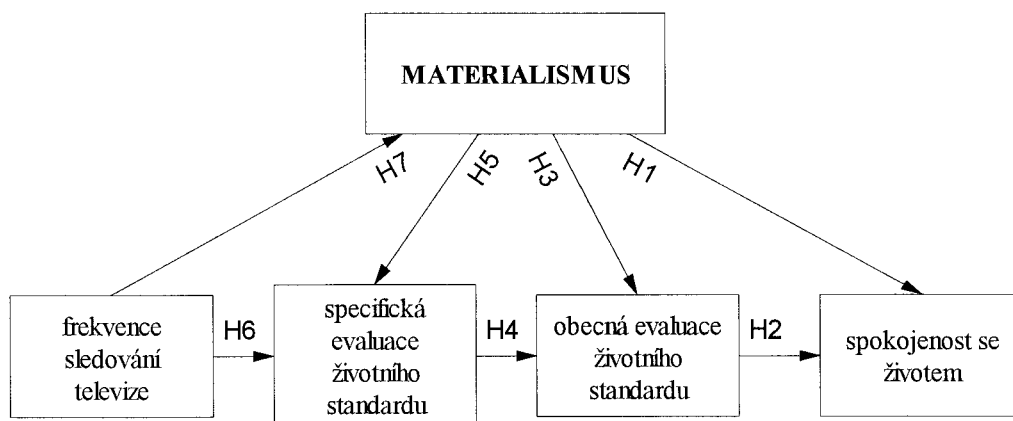 MATERIALISMUS
H7
H5
H3
H1
frekvence
sledování
televize
H6
specifická
evaluace
životního
standardu
H4
obecná evaluace
životního
standardu
H2
spokojenost se
životem